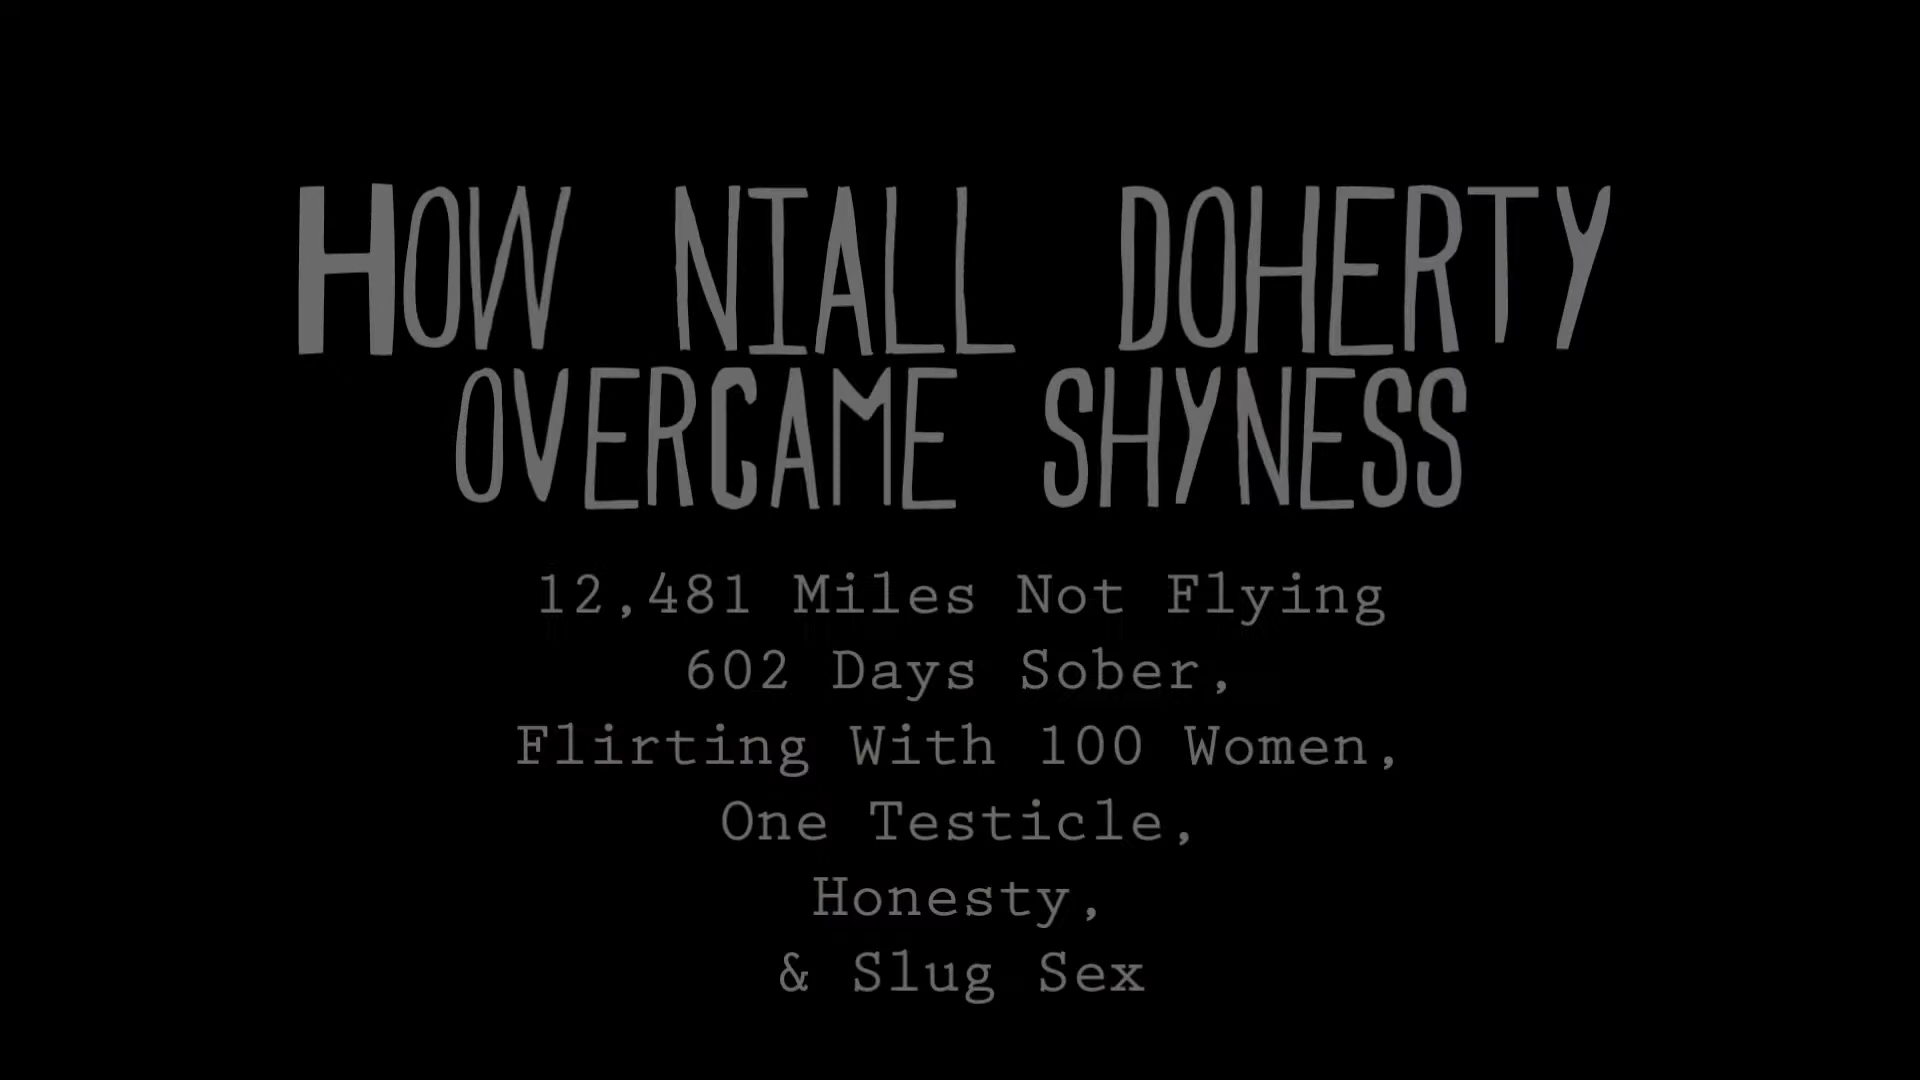 How NIALL DOHERTY
OVERCAME SHYNESS
12,481 Miles Not Flying
602 Days Sober,
Flirting With 100 Women,
One Testicle,
Honesty,
& Slug Sex